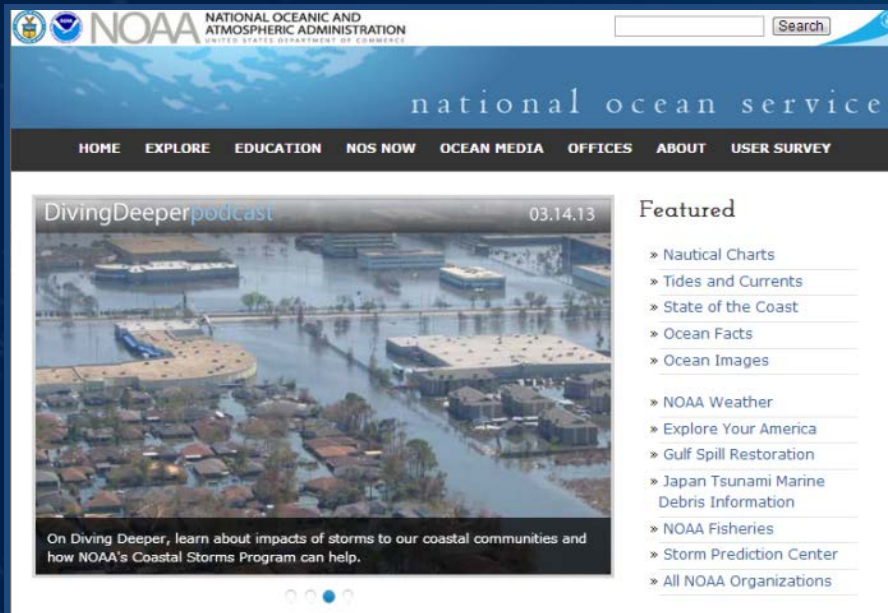 NOAA
NATIONAL OCEANIC AND
ATMOSPHERIC ADMINISTRATION
UNITED STATES DEPARTMENT OF COMMERCE
Search
national ocean service
HOME EXPLORE EDUCATION NOS NOW OCEAN MEDIA OFFICES ABOUT USER SURVEY
DivingDeeperpodcast 03.14.13
On Diving Deeper, learn about impacts of storms to our coastal communities and
how NOAA's Coastal Storms Program can help.
Featured
» Nautical Charts
» Tides and Currents
» State of the Coast
» Ocean Facts
» Ocean Images
» NOAA Weather
» Explore Your America
» Gulf Spill Restoration
» Japan Tsunami Marine
Debris Information
» NOAA Fisheries
» Storm Prediction Center
» All NOAA Organizations